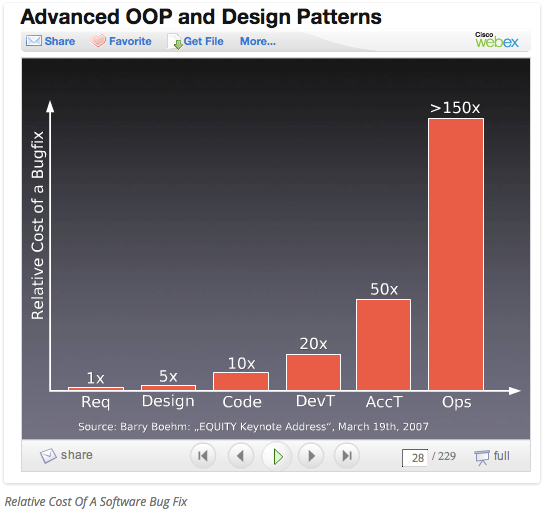 Advanced OOP and Design Patterns
Share Favorite Get File More...
Cisco
webex
Relative Cost of a Bugfix
>150x
50x
20x
10x
5x
1x
Req Design Code DevT AccT Ops
Source: Barry Boehm: „EQUITY Keynote Address“, March 19th, 2007
share 28 / 229 full
Relative Cost Of A Software Bug Fix